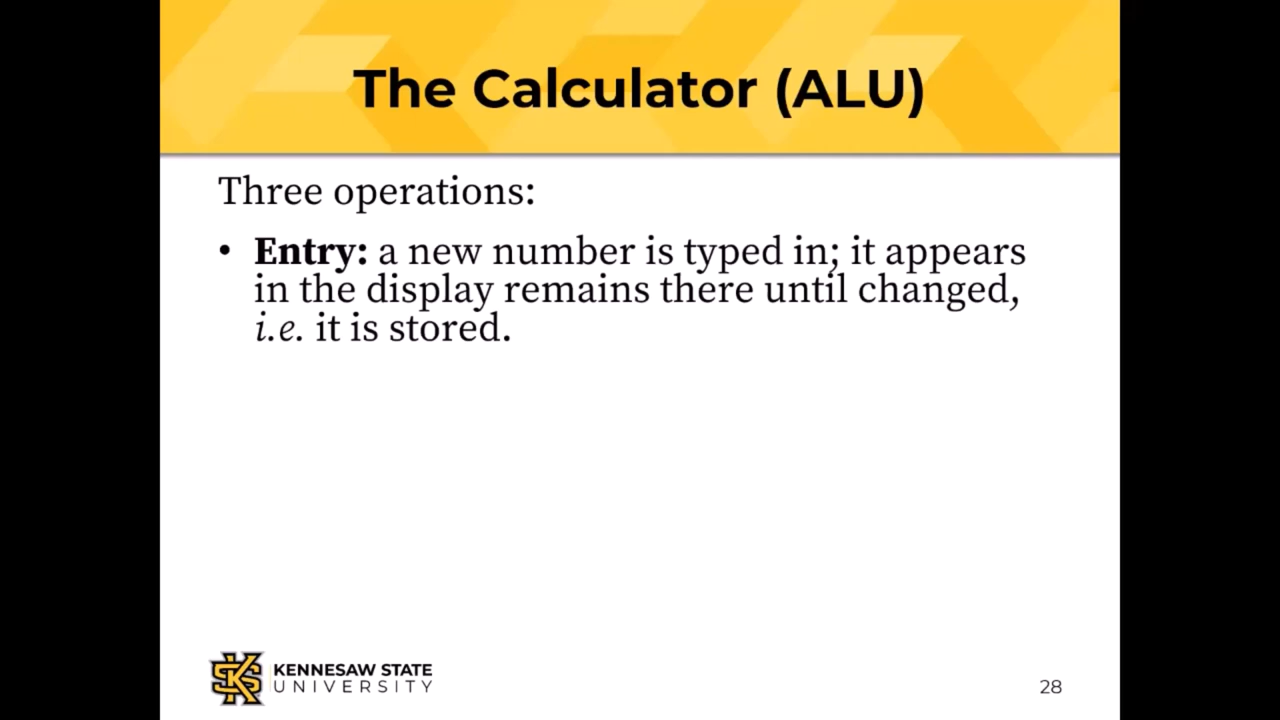 The Calculator (ALU)
Three operations:
• Entry: a new number is typed in; it appears
in the display remains there until changed,
i.e. it is stored.
KENNESAW STATE
UNIVERSITY
28